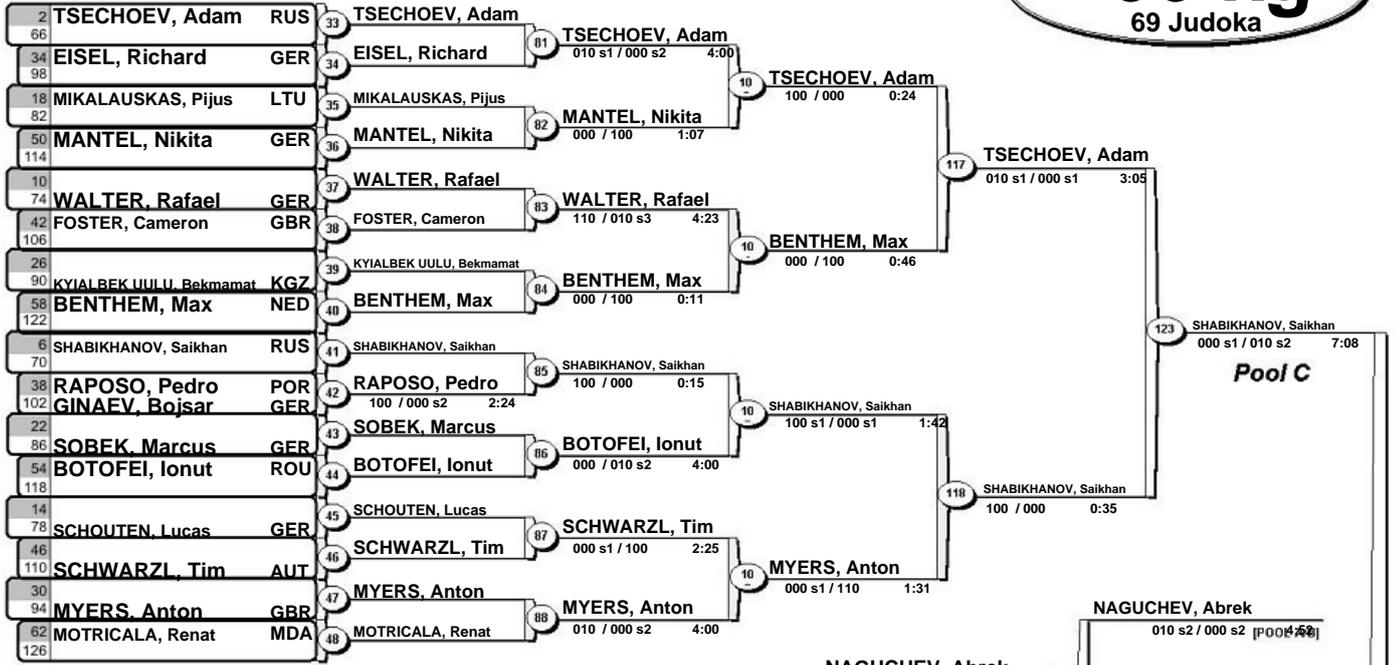 69 Judoka
2 TSECHOEV, Adam RUS
66
34 EISEL, Richard GER
98
18 MIKALAUSKAS, Pijus LTU
82
50 MANTEL, Nikita GER
114
10
74 WALTER, Rafael GER
42 FOSTER, Cameron GBR
106
26
90 KYIALBEK UULU, Bekmamat KGZ
58 BENTHEM, Max NED
122
6 SHABIKHANOV, Saikhan RUS
70
38 RAPOSO, Pedro POR
102 GINAEV, Bojsar GER
22
86 SOBEK, Marcus GER
54 BOTOFEI, Ionut ROU
118
14
78 SCHOUTEN, Lucas GER
46
110 SCHWARZL, Tim AUT
30
94 MYERS, Anton GBR
62 MOTRICALA, Renat MDA
126
33 TSECHOEV, Adam
34 EISEL, Richard
35 MIKALAUSKAS, Pijus
36 MANTEL, Nikita
37 WALTER, Rafael
38 FOSTER, Cameron
39 KYIALBEK UULU, Bekmamat
40 BENTHEM, Max
41 SHABIKHANOV, Saikhan
42 RAPOSO, Pedro
100 / 000 s2 2:24
43 SOBEK, Marcus
44 BOTOFEI, Ionut
45 SCHOUTEN, Lucas
46 SCHWARZL, Tim
47 MYERS, Anton
48 MOTRICALA, Renat
81 TSECHOEV, Adam
010 s1 / 000 s2 4:00
82 MANTEL, Nikita
000 / 100 1:07
83 WALTER, Rafael
110 / 010 s3 4:23
84 BENTHEM, Max
000 / 100 0:11
85 SHABIKHANOV, Saikhan
100 / 000 0:15
86 BOTOFEI, Ionut
000 / 010 s2 4:00
87 SCHWARZL, Tim
000 s1 / 100 2:25
88 MYERS, Anton
010 / 000 s2 4:00
10 TSECHOEV, Adam
100 / 000 0:24
10 BENTHEM, Max
000 / 100 0:46
10 SHABIKHANOV, Saikhan
100 s1 / 000 s1 1:42
10 MYERS, Anton
000 s1 / 110 1:31
117 TSECHOEV, Adam
010 s1 / 000 s1 3:05
118 SHABIKHANOV, Saikhan
100 / 000 0:35
123 SHABIKHANOV, Saikhan
000 s1 / 010 s2 7:08
Pool C
NAGUCHEV, Abrek
010 s2 / 000 s2 4:52
NAGUCHEV, Abrek